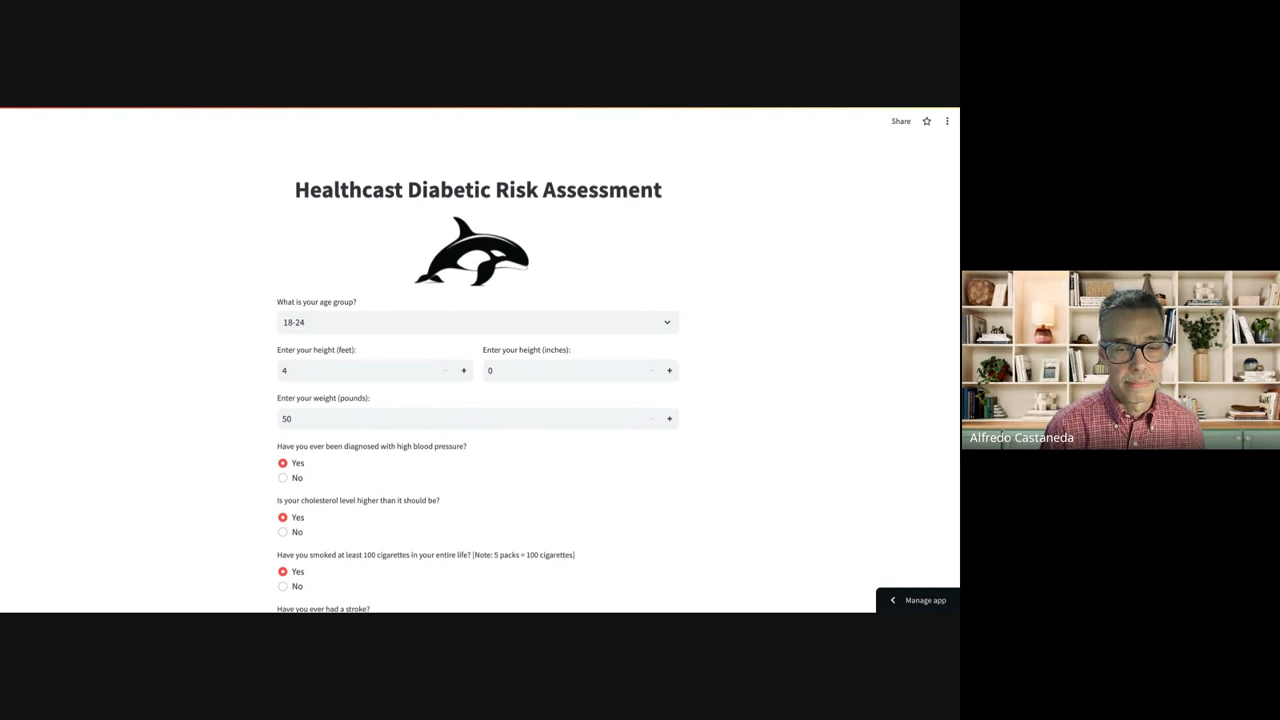 Share
Healthcast Diabetic Risk Assessment
What is your age group?
18-24
Enter your height (feet):
Enter your height (inches):
4
0
Enter your weight (pounds):
50
Have you ever been diagnosed with high blood pressure?
Yes
No
Is your cholesterol level higher than it should be?
Yes
No
Have you smoked at least 100 cigarettes in your entire life? [Note: 5 packs = 100 cigarettes]
Yes
No
Have you ever had a stroke?
Manage app
Alfredo Castaneda